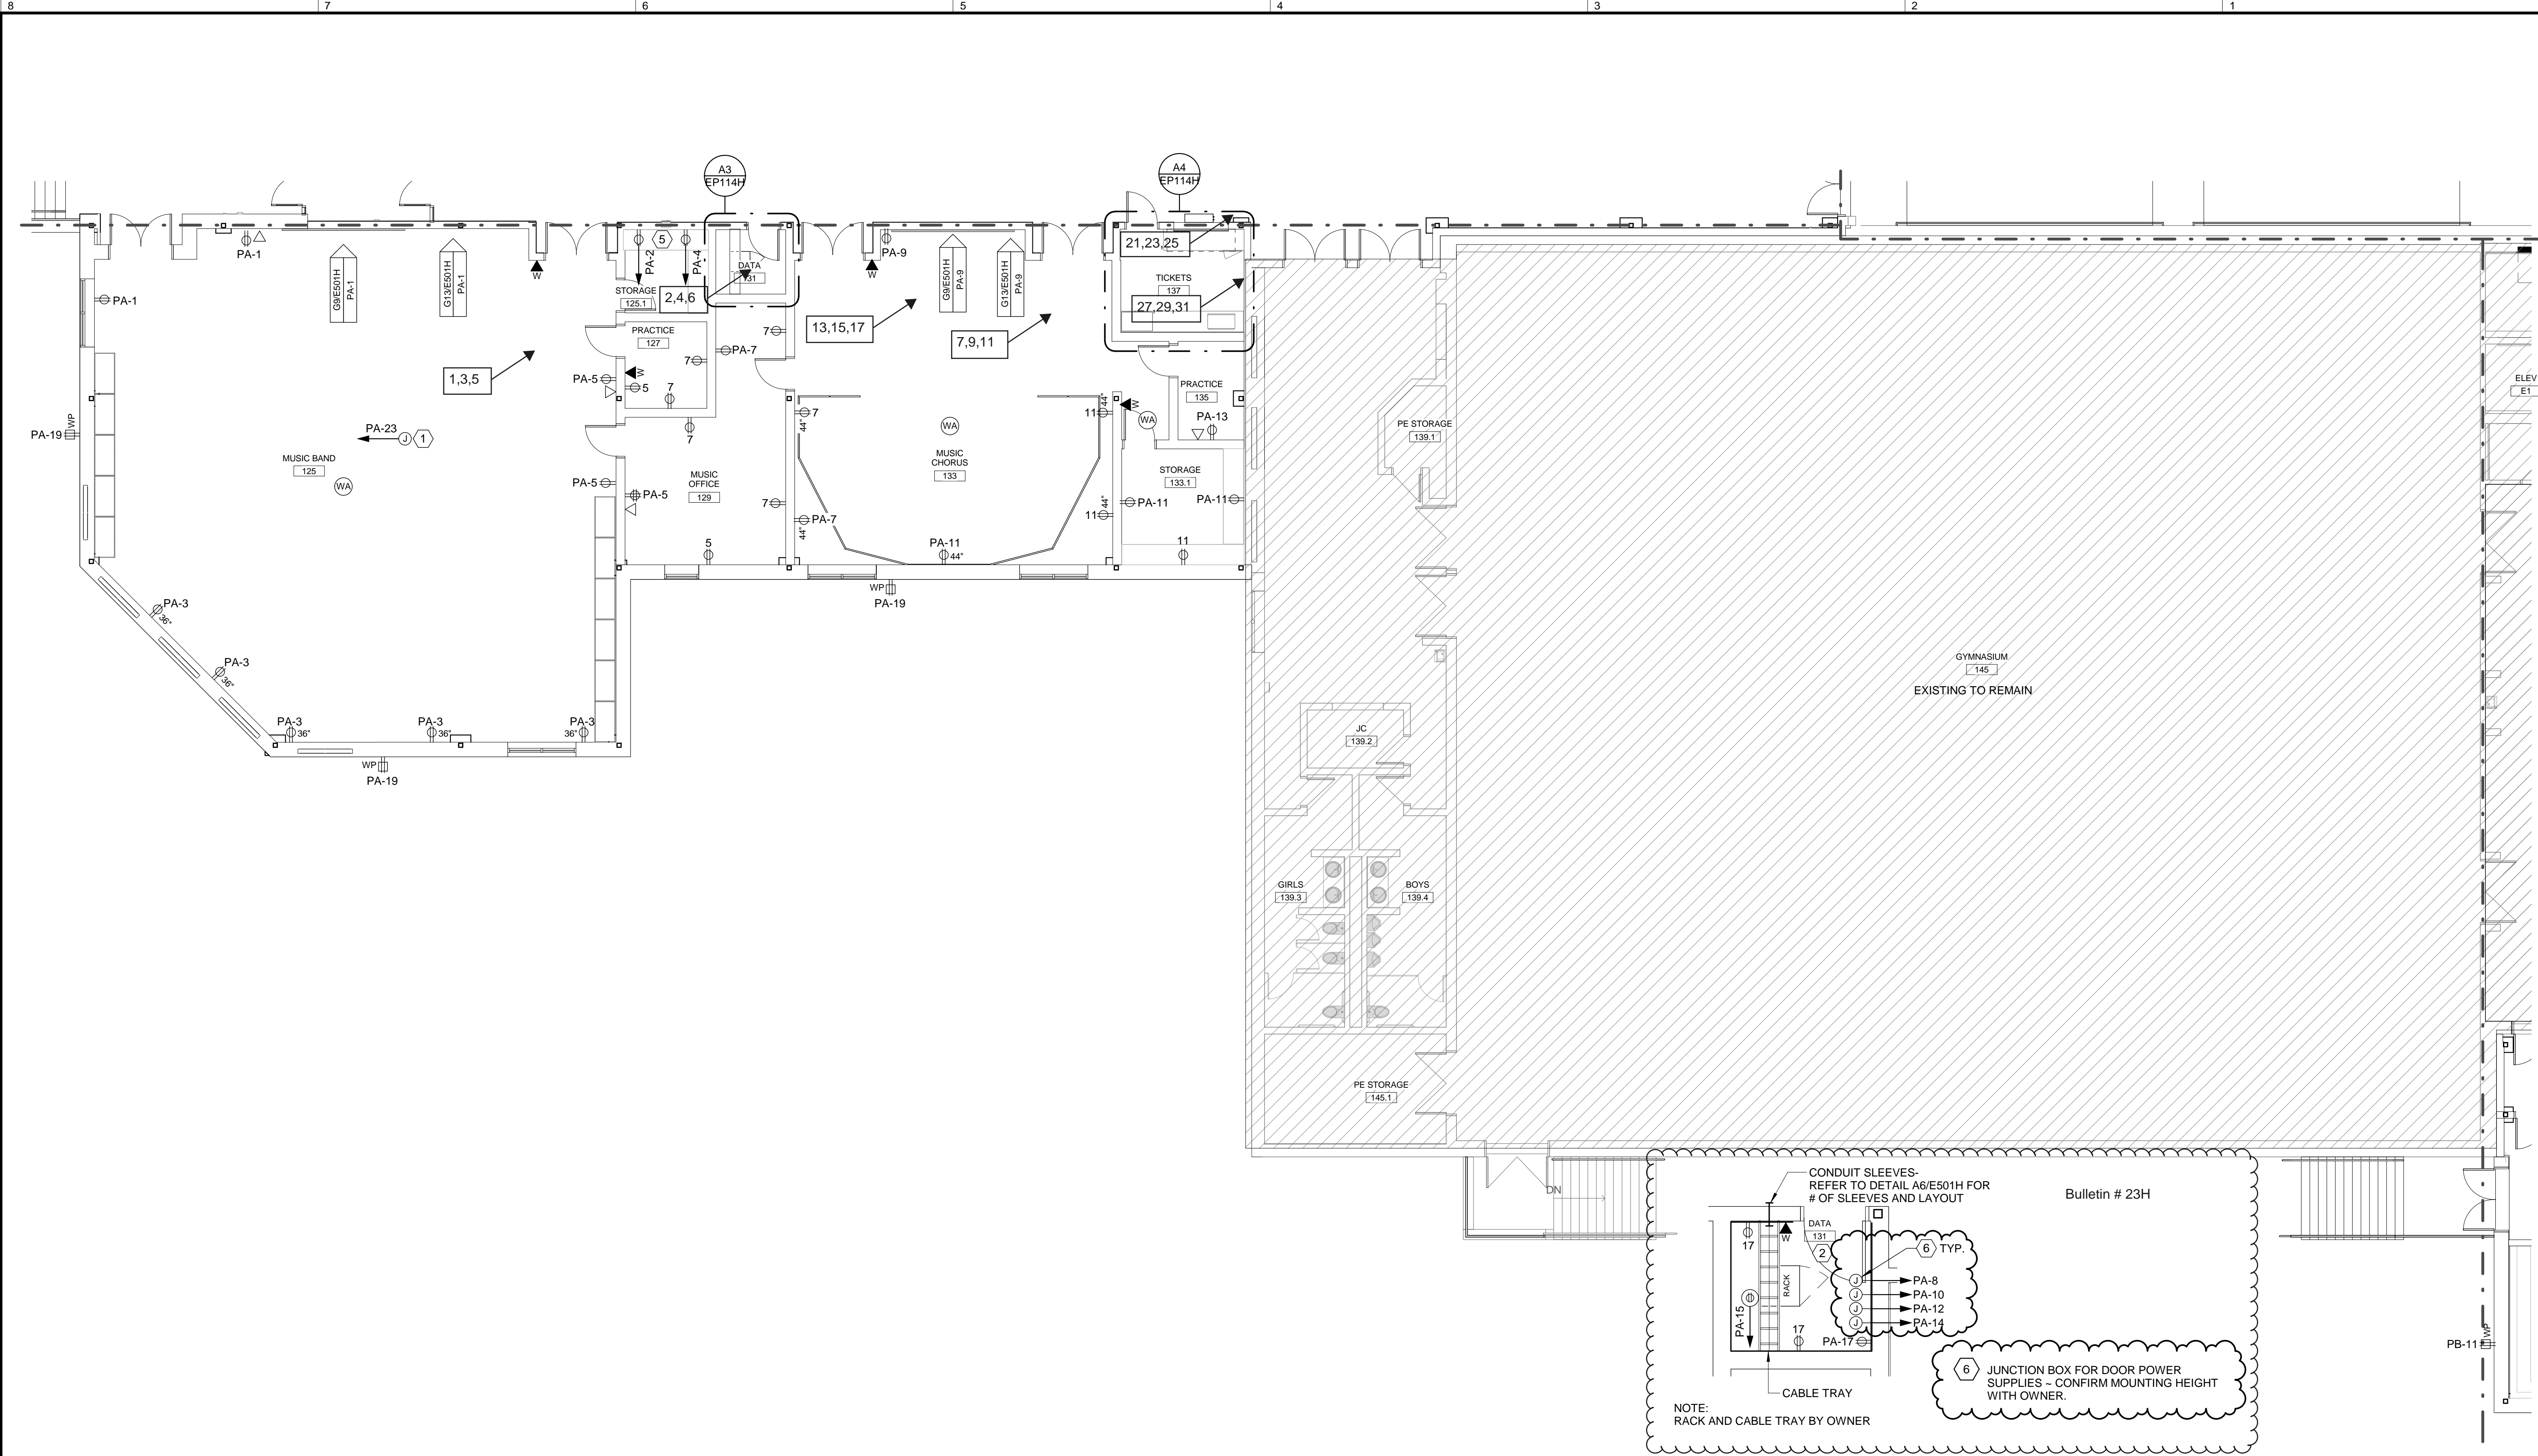 8
7
6
5
4
3
2
1
A3
EP114H
A4
EP114H
PA-1
G9/E501H
PA-1
G13/E501H
PA-1
W
PA-2
5
PA-4
DATA
131
W
PA-9
G9/E501H
PA-9
G13/E501H
PA-9
21,23,25
TICKETS
137
27,29,31
PA-1
STORAGE
125.1
2,4,6
13,15,17
7,9,11
1,3,5
PRACTICE
127
7
PA-7
7
PA-5
W
5
7
7
PRACTICE
135
PA-13
ELEV
E1
PA-19
WP
PA-23
J
1
MUSIC BAND
125
WA
7
44"
WA
MUSIC
CHORUS
133
11
44"
W
WA
PE STORAGE
139.1
MUSIC
OFFICE
129
PA-5
PA-5
7
PA-7
44"
STORAGE
133.1
44"
11
PA-11
PA-11
5
PA-11
44"
11
WP
PA-19
PA-3
36"
PA-3
36"
PA-3
36"
PA-3
36"
PA-3
36"
WP
PA-19
GYMNASIUM
145
EXISTING TO REMAIN
JC
139.2
GIRLS
139.3
BOYS
139.4
PE STORAGE
145.1
DN
CONDUIT SLEEVES-
REFER TO DETAIL A6/E501H FOR
# OF SLEEVES AND LAYOUT
Bulletin # 23H
17
W
DATA
131
2
6
TYP.
RACK
J
PA-8
J
PA-10
J
PA-12
J
PA-14
PA-15
17
PA-17
CABLE TRAY
6
JUNCTION BOX FOR DOOR POWER
SUPPLIES ~ CONFIRM MOUNTING HEIGHT
WITH OWNER.
NOTE:
RACK AND CABLE TRAY BY OWNER
PB-11
WP